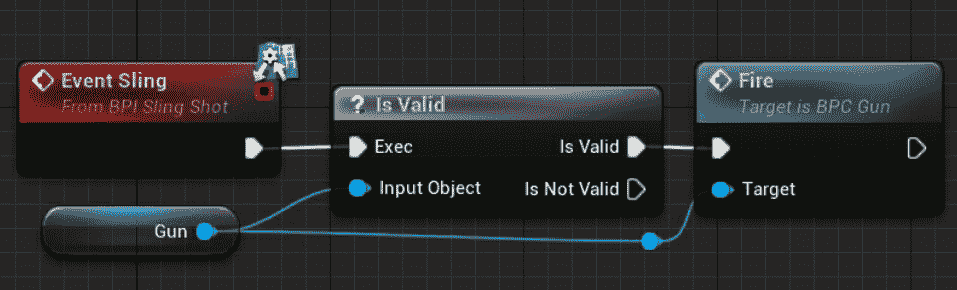 Event Sling
From BPI Sling Shot
? Is Valid
Exec
Is Valid
Input Object
Is Not Valid
Fire
Target is BPC Gun
Target
Gun